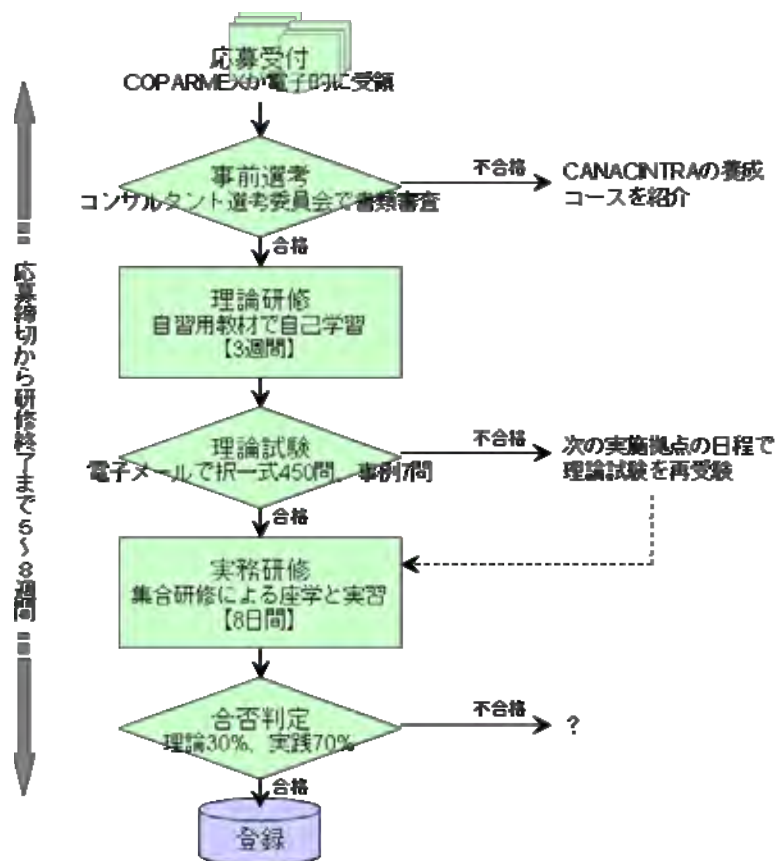 応募受付
COPARMEXが電子的に受領
事前選考
コンサルタント選考委員会で書類審査
不合格
CANACINTRAの養成
コースを紹介
合格
理論研修
自習用教材で自己学習
【3週間】
理論試験
電子メールで択一式450問、事例7問
不合格
次の実施拠点の日程で
理論試験を再受験
合格
実務研修
集合研修による座学と実習
【8日間】
合否判定
理論30%、実践70%
不合格
?
合格
登録
応募締切から研修終了まで5～8週間